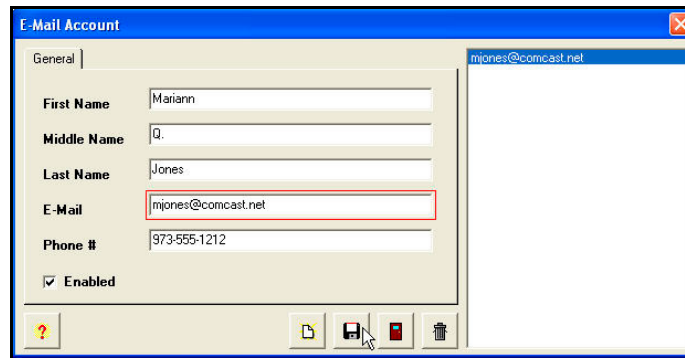 E-Mail Account
General
First Name Mariann
Middle Name Q.
Last Name Jones
E-Mail mjones@comcast.net
Phone # 973-555-1212
Enabled
?
mjones@comcast.net